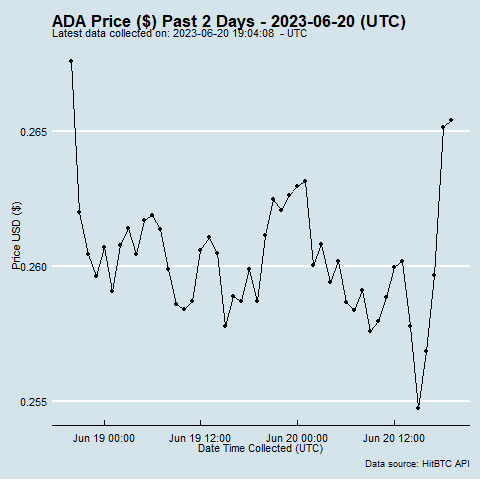 ADA Price ($) Past 2 Days - 2023-06-20 (UTC)
Latest data collected on: 2023-06-20 19:04:08 - UTC
0.265
Price USD ($)
0.260
0.255
Jun 19 00:00
Jun 19 12:00
Jun 20 00:00
Jun 20 12:00
Date Time Collected (UTC)
Data source: HitBTC API